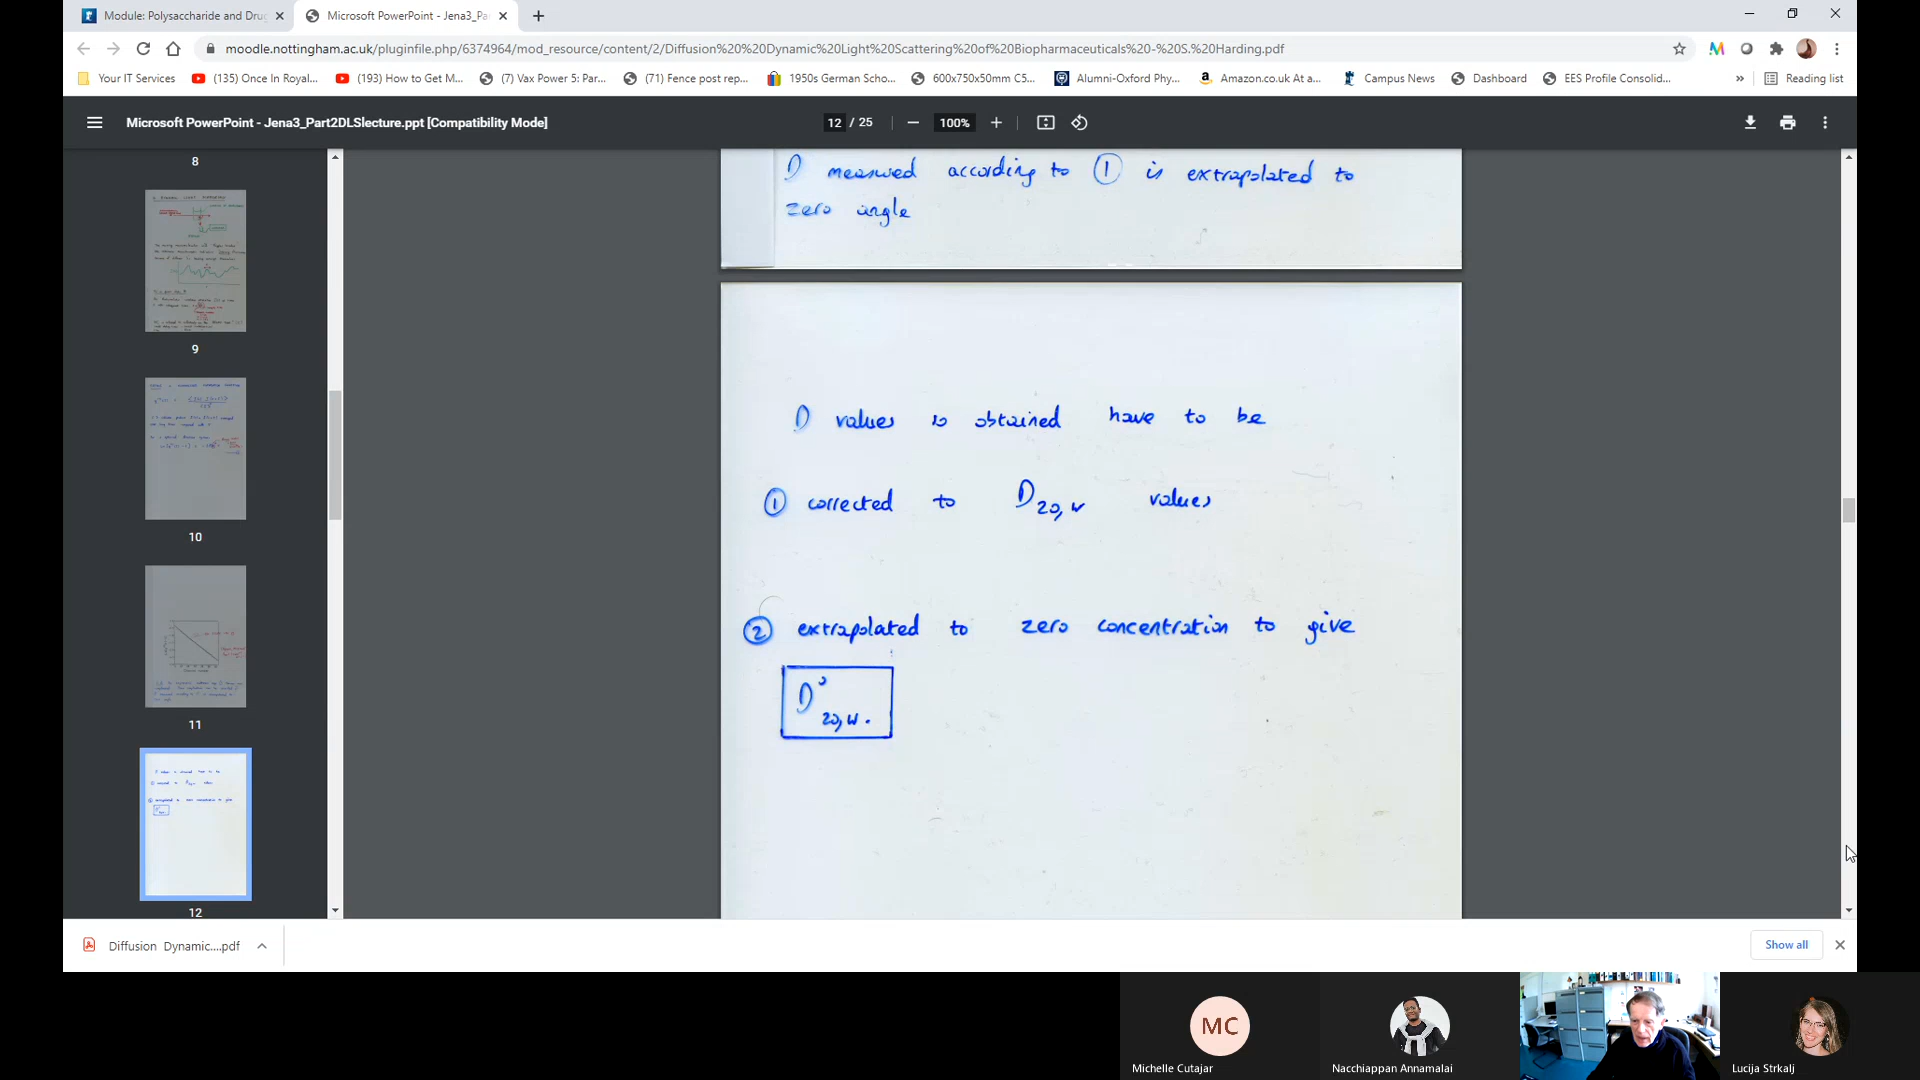 Module: Polysaccharide and Drug
Microsoft PowerPoint - Jena3_Pa
moodle.nottingham.ac.uk/pluginfile.php/6374964/mod_resource/content/2/Diffusion%20%20Dynamic%20Light%20Scattering%20of%20Biopharmaceuticals%20-%20S.%20Harding.pdf
Your IT Services
(135) Once In Royal...
(193) How to Get M...
(7) Vax Power 5: Par...
(71) Fence post rep...
1950s German Scho...
600x750x50mm C5...
Alumni-Oxford Phy...
Amazon.co.uk At a...
Campus News
Dashboard
EES Profile Consolid...
»
Reading list
Microsoft PowerPoint - Jena3_Part2DLSlecture.ppt [Compatibility Mode]
12 / 25
100%
8
9
10
11
12
D measured according to ① is extrapolated to
zero angle
D values so obtained have to be
① corrected to D20,w values
② extrapolated to zero concentration to give
D°20,w.
Diffusion Dynamic....pdf
Show all
MC
Michelle Cutajar
Nacchiappan Annamalai
Lucija Strkalj